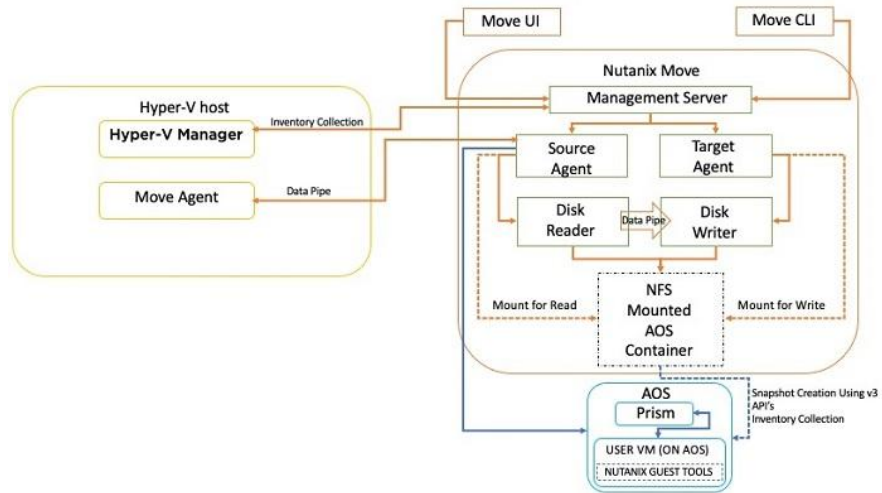 Move UI
Move CLI
Nutanix Move
Management Server
Hyper-V host
Hyper-V Manager
Inventory Collection
Source
Agent
Target
Agent
Move Agent
Data Pipe
Disk
Reader
Data Pipe
Disk
Writer
NFS
Mounted
AOS
Container
Mount for Read
Mount for Write
Snapshot Creation Using v3
API's
Inventory Collection
AOS
Prism
USER VM (ON AOS)
NUTANIX GUEST TOOLS